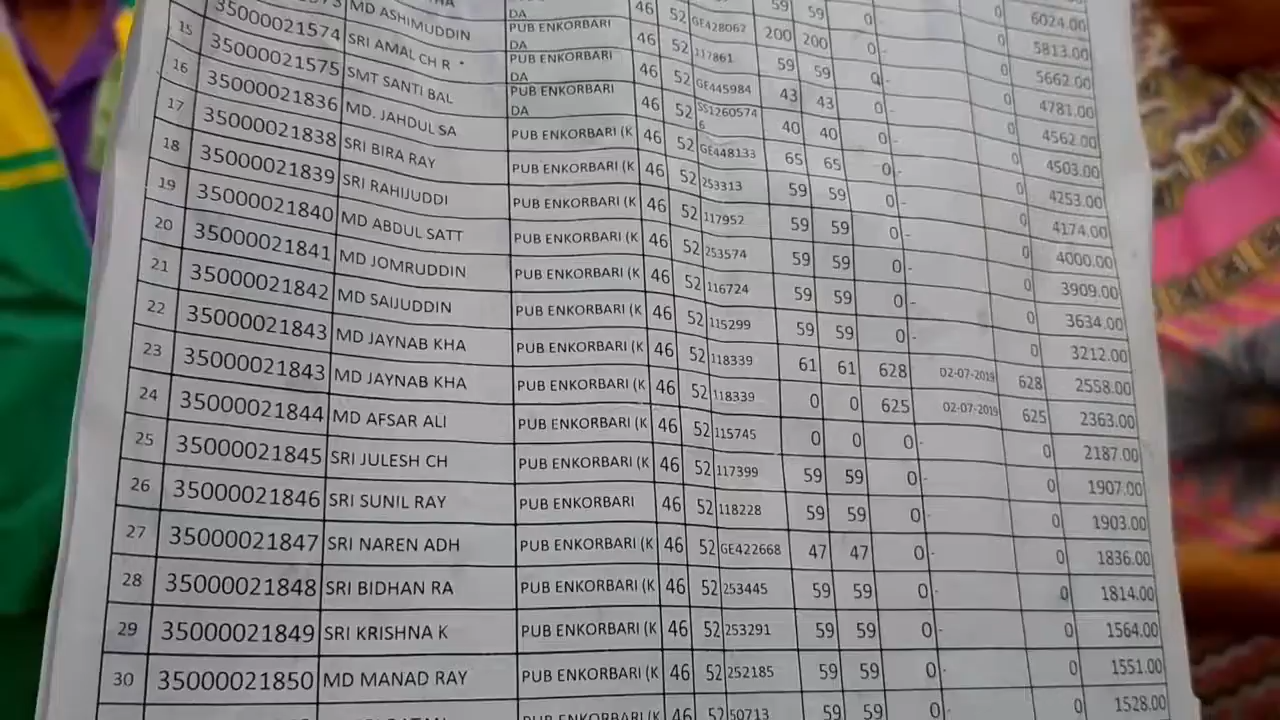 6024.00
59 59 0 0 5813.00
DA 46 52 GE428067 200 200 0 - 0 5662.00
MD ASHIMUDDIN PUB ENKORBARI DA 46 52 117861 59 59 0 - 0 4781.00
35000021574 SRI AMAL CH R PUB ENKORBARI DA 46 52 GE445984 43 43 0 - 0 4562.00
15 35000021575 SMT SANTI BAL PUB ENKORBARI DA 46 52 SS12605746 40 40 0 - 0 4503.00
16 35000021836 MD. JAHDUL SA PUB ENKORBARI (K 46 52 GE448133 65 65 0 - 0 4253.00
17 35000021838 SRI BIRA RAY PUB ENKORBARI (K 46 52 253313 59 59 0 - 0 4174.00
18 35000021839 SRI RAHIJUDDI PUB ENKORBARI (K 46 52 117952 59 59 0 - 0 4000.00
19 35000021840 MD ABDUL SATT PUB ENKORBARI (K 46 52 253574 59 59 0 - 0 3909.00
20 35000021841 MD JOMRUDDIN PUB ENKORBARI (K 46 52 116724 59 59 0 - 0 3634.00
21 35000021842 MD SAIJUDDIN PUB ENKORBARI (K 46 52 115299 59 59 0 - 0 3212.00
22 35000021843 MD JAYNAB KHA PUB ENKORBARI (K 46 52 118339 61 61 628 02-07-2019 628 2558.00
23 35000021843 MD JAYNAB KHA PUB ENKORBARI (K 46 52 118339 0 0 625 02-07-2019 625 2363.00
24 35000021844 MD AFSAR ALI PUB ENKORBARI (K 46 52 115745 0 0 0 - 0 2187.00
25 35000021845 SRI JULESH CH PUB ENKORBARI (K 46 52 117399 59 59 0 - 0 1907.00
26 35000021846 SRI SUNIL RAY PUB ENKORBARI 46 52 118228 59 59 0 - 0 1903.00
27 35000021847 SRI NAREN ADH PUB ENKORBARI (K 46 52 GE422668 47 47 0 - 0 1836.00
28 35000021848 SRI BIDHAN RA PUB ENKORBARI (K 46 52 253445 59 59 0 - 0 1814.00
29 35000021849 SRI KRISHNA K PUB ENKORBARI (K 46 52 253291 59 59 0 - 0 1564.00
30 35000021850 MD MANAD RAY PUB ENKORBARI (K 46 52 252185 59 59 0 - 0 1551.00
PUB ENKORBARI (K 46 52 59 59 0 - 0 1528.00